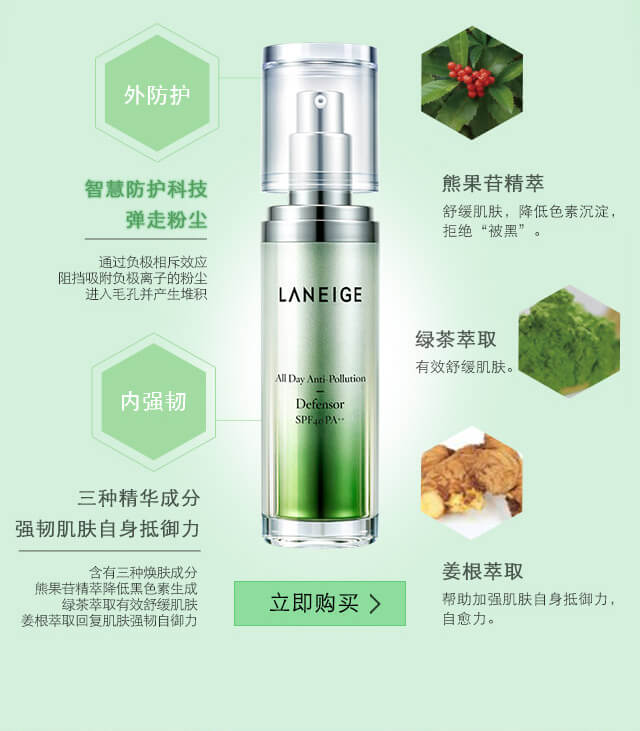 外防护
智慧防护科技
弹走粉尘
通过负极相斥效应
阻挡吸附负极离子的粉尘
进入毛孔并产生堆积
内强韧
三种精华成分
强韧肌肤自身抵御力
含有三种焕肤成分
熊果苷精萃降低黑色素生成
绿茶萃取有效舒缓肌肤
姜根萃取回复肌肤强韧自御力
LANEIGE
All Day Anti-Pollution
Defensor
SPF40 PA++
立即购买 >
熊果苷精萃
舒缓肌肤，降低色素沉淀，
拒绝“被黑”。
绿茶萃取
有效舒缓肌肤。
姜根萃取
帮助加强肌肤自身抵御力，
自愈力。